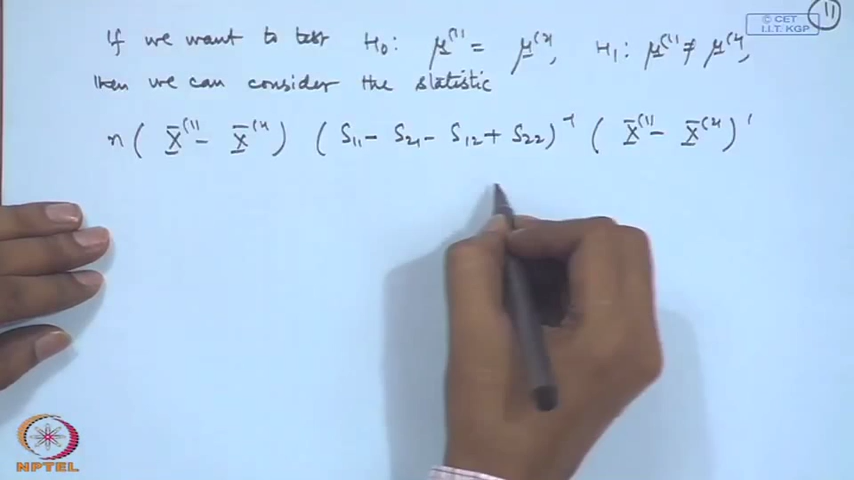 © CET
I.I.T. KGP
11
If we want to test H₀: μ⁽¹⁾ = μ⁽²⁾, H₁: μ⁽¹⁾ ≠ μ⁽²⁾,
then we can consider the statistic
n( X̄⁽¹⁾ − X̄⁽²⁾ ) (S₁₁ − S₂₁ − S₁₂ + S₂₂)⁻¹ ( X̄⁽¹⁾ − X̄⁽²⁾ )′
NPTEL